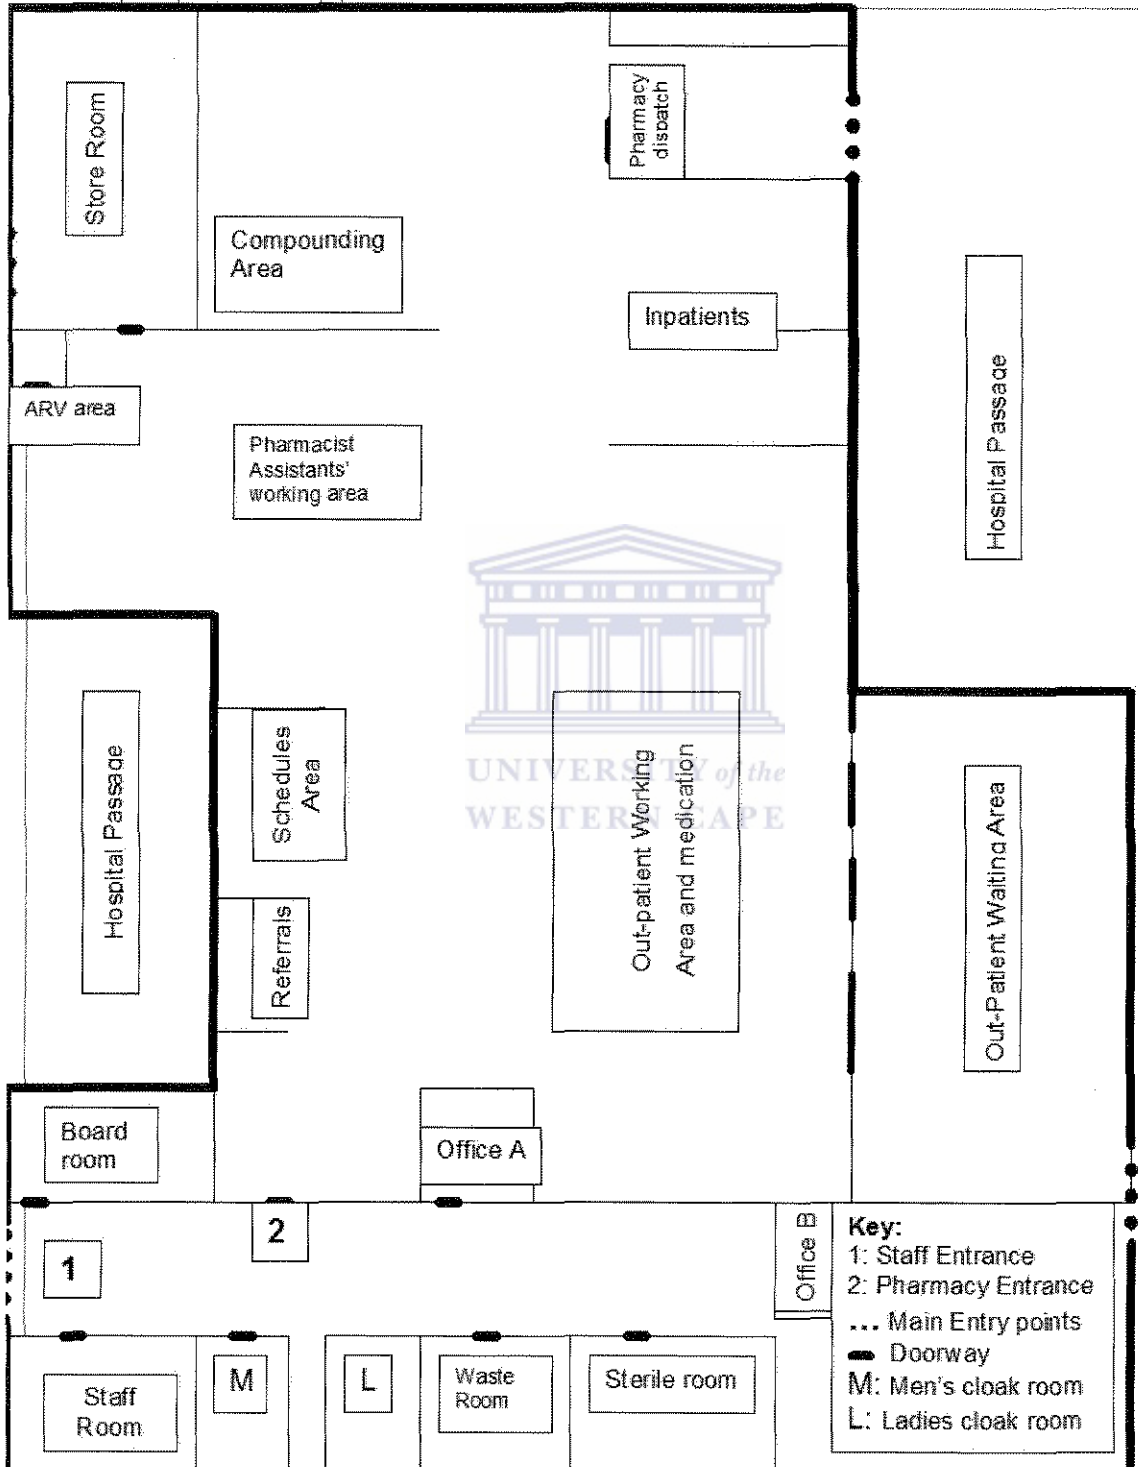 Store Room
Pharmacy
dispatch
Compounding
Area
Inpatients
Hospital Passage
ARV area
Pharmacist
Assistants'
working area
Hospital Passage
Schedules
Area
Referrals
UNIVERSITY of the
WESTERN CAPE
Out-patient Working
Area and medication
Out-Patient Waiting Area
Board
room
Office A
1
2
Office B
Key:
1: Staff Entrance
2: Pharmacy Entrance
... Main Entry points
Doorway
M: Men's cloak room
L: Ladies cloak room
Staff
Room
M
L
Waste
Room
Sterile room